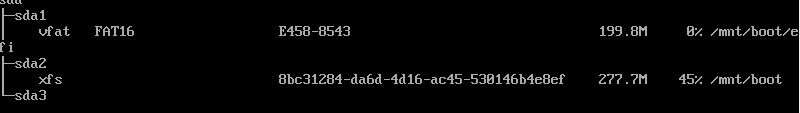 sda
├─sda1
│    vfat   FAT16                 E458-8543                             199.8M     0% /mnt/boot/e
fi
├─sda2
│    xfs                          8bc31284-da6d-4d16-ac45-530146b4e8ef  277.7M    45% /mnt/boot
└─sda3